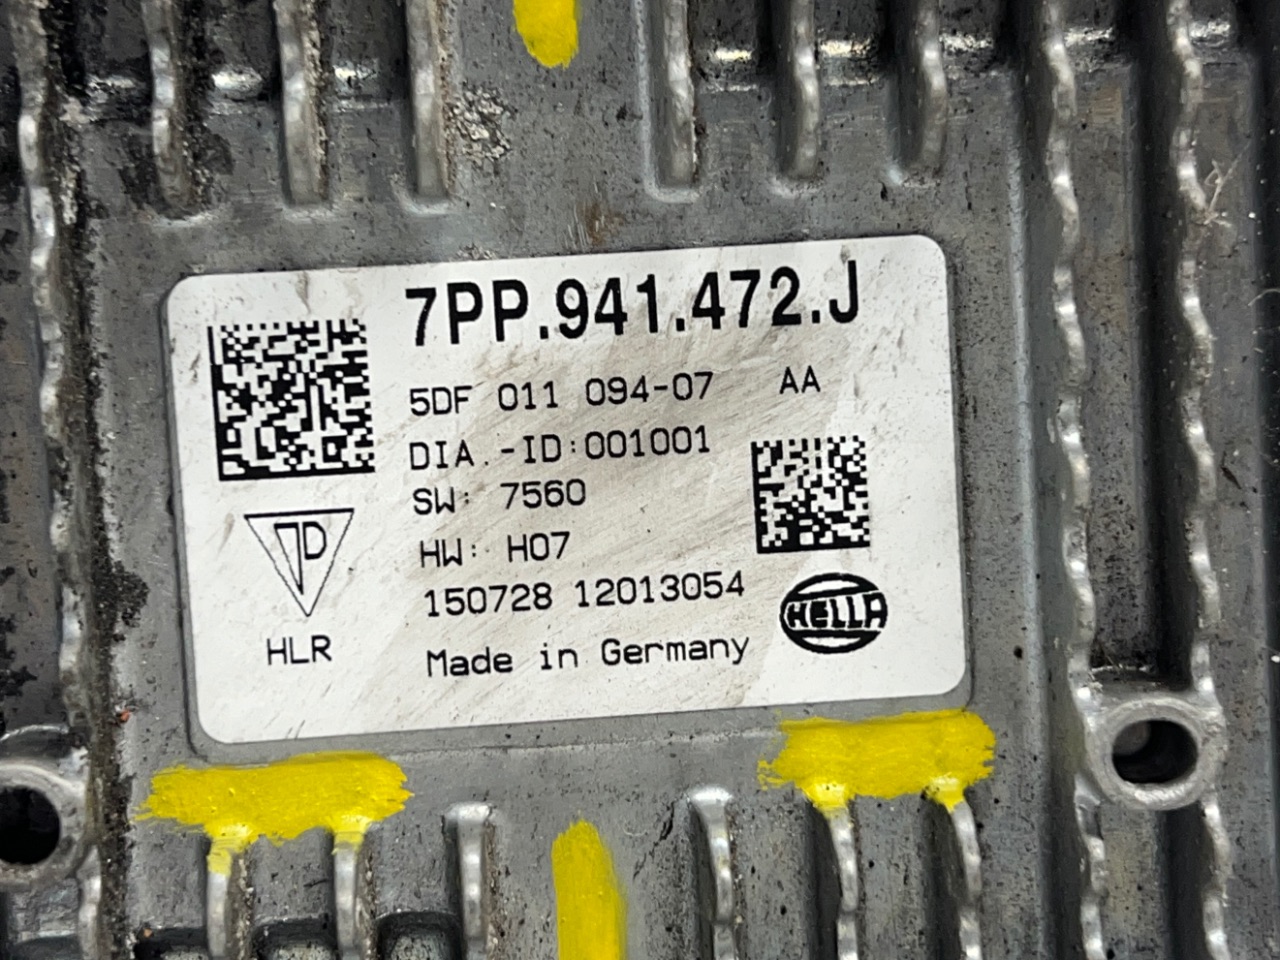 7PP.941.472.J
5DF 011 094-07 AA
DIA.-ID:001001
SW: 7560
HW: H07
150728 12013054
HELLA
HLR
Made in Germany